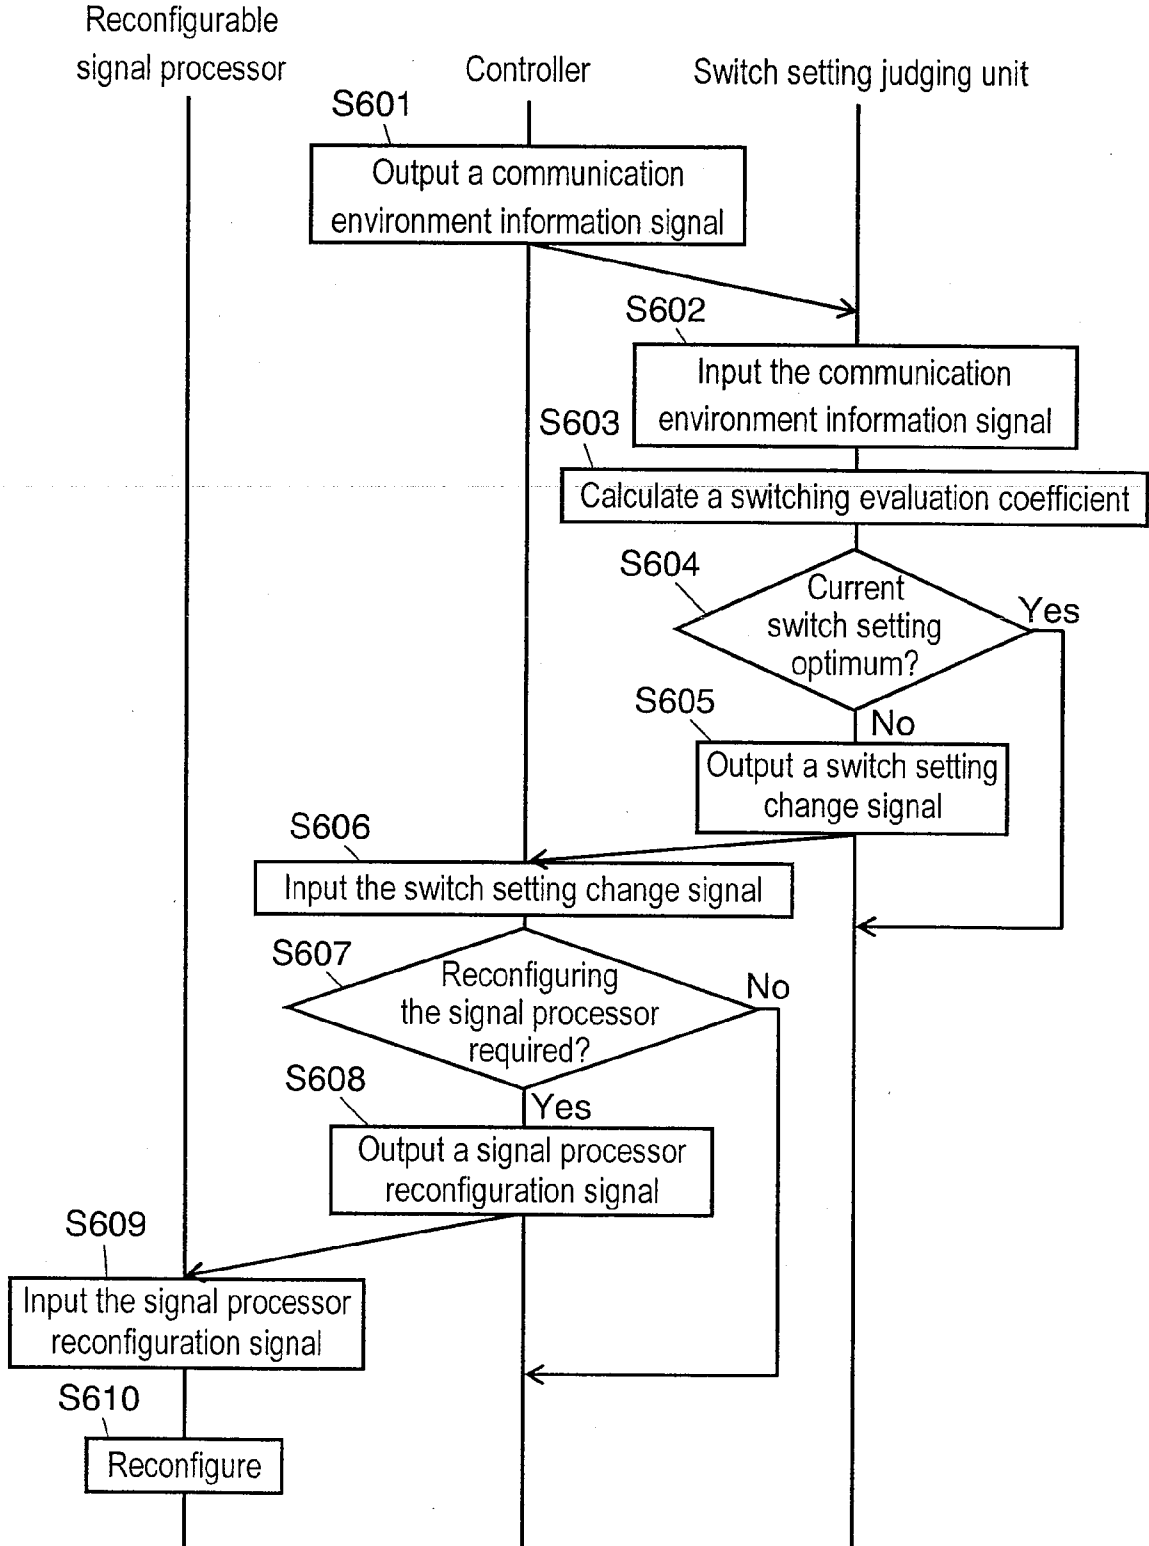 Reconfigurable
signal processor
Controller
Switch setting judging unit
S601
Output a communication
environment information signal
S602
Input the communication
environment information signal
S603
Calculate a switching evaluation coefficient
S604
Current
switch setting
optimum?
Yes
No
S605
Output a switch setting
change signal
S606
Input the switch setting change signal
S607
Reconfiguring
the signal processor
required?
No
Yes
S608
Output a signal processor
reconfiguration signal
S609
Input the signal processor
reconfiguration signal
S610
Reconfigure